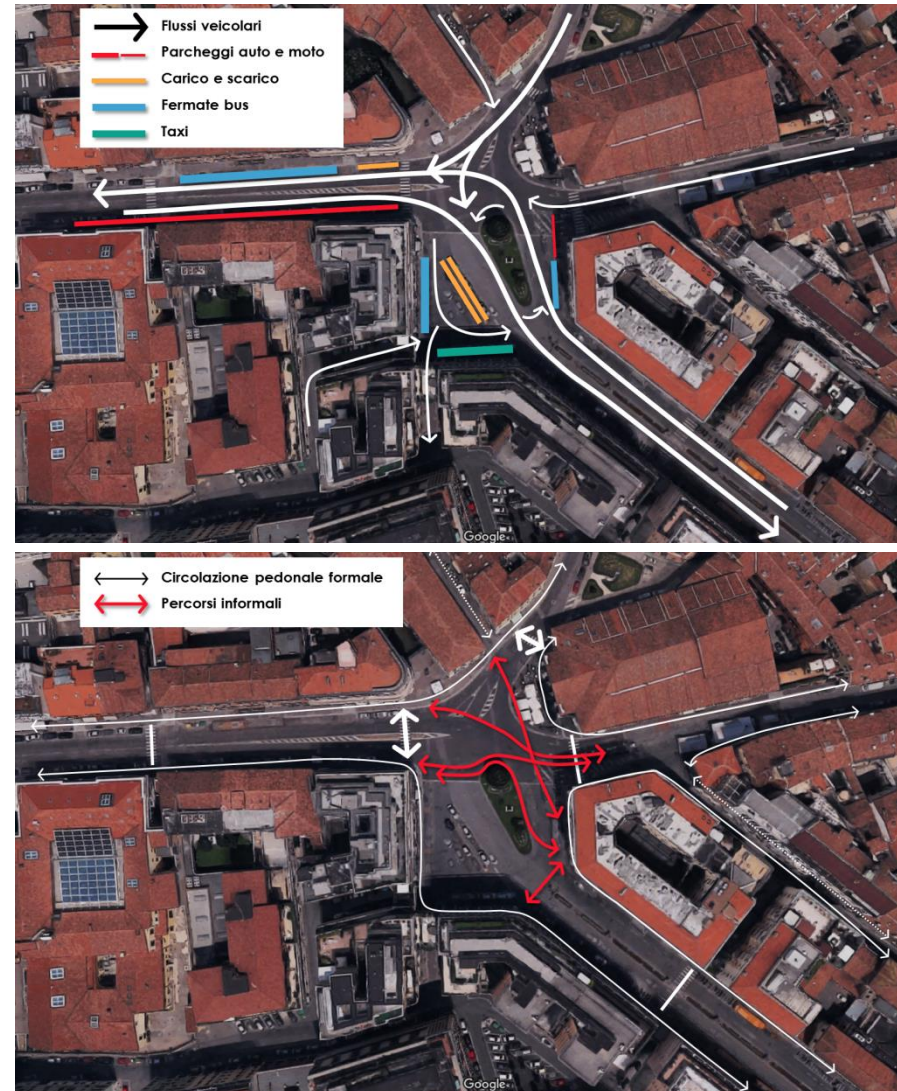 Flussi veicolari
Parcheggi auto e moto
Carico e scarico
Fermate bus
Taxi
Google
Circolazione pedonale formale
Percorsi informali
Google